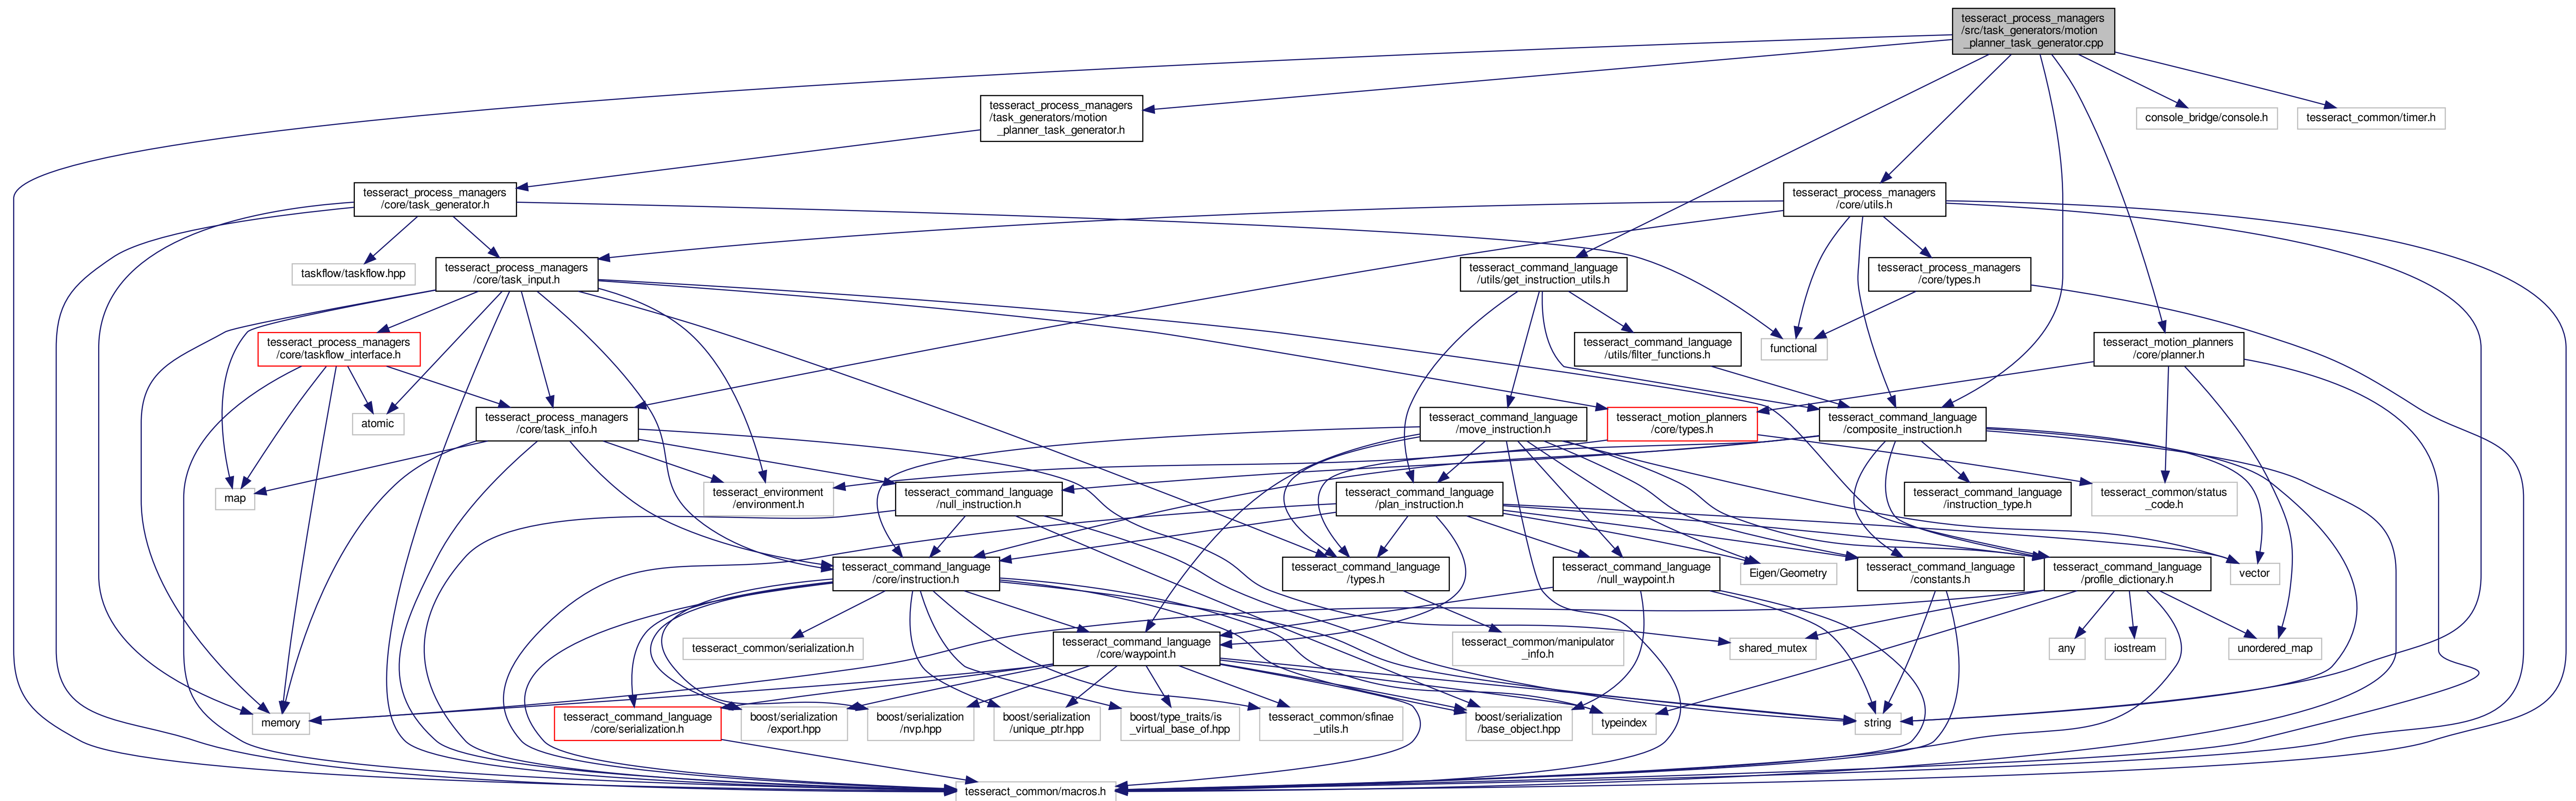 tesseract_process_managers
/src/task_generators/motion
_planner_task_generator.cpp
tesseract_process_managers
/task_generators/motion
_planner_task_generator.h
console_bridge/console.h
tesseract_common/timer.h
tesseract_process_managers
/core/task_generator.h
tesseract_process_managers
/core/utils.h
taskflow/taskflow.hpp
tesseract_process_managers
/core/task_input.h
tesseract_command_language
/utils/get_instruction_utils.h
tesseract_process_managers
/core/types.h
tesseract_process_managers
/core/taskflow_interface.h
tesseract_command_language
/utils/filter_functions.h
functional
tesseract_motion_planners
/core/planner.h
atomic
tesseract_process_managers
/core/task_info.h
tesseract_command_language
/move_instruction.h
tesseract_motion_planners
/core/types.h
tesseract_command_language
/composite_instruction.h
map
tesseract_environment
/environment.h
tesseract_command_language
/null_instruction.h
tesseract_command_language
/plan_instruction.h
tesseract_command_language
/instruction_type.h
tesseract_common/status
_code.h
tesseract_command_language
/core/instruction.h
tesseract_command_language
/types.h
tesseract_command_language
/null_waypoint.h
Eigen/Geometry
tesseract_command_language
/constants.h
tesseract_command_language
/profile_dictionary.h
vector
tesseract_common/serialization.h
tesseract_command_language
/core/waypoint.h
tesseract_common/manipulator
_info.h
shared_mutex
any
iostream
unordered_map
memory
tesseract_command_language
/core/serialization.h
boost/serialization
/export.hpp
boost/serialization
/nvp.hpp
boost/serialization
/unique_ptr.hpp
boost/type_traits/is
_virtual_base_of.hpp
tesseract_common/sfinae
_utils.h
boost/serialization
/base_object.hpp
typeindex
string
tesseract_common/macros.h